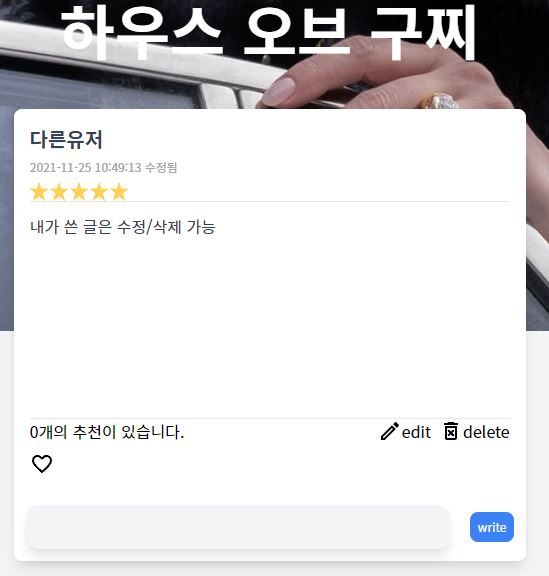 하우스 오브 구찌
다른유저
2021-11-25 10:49:13 수정됨
내가 쓴 글은 수정/삭제 가능
0개의 추천이 있습니다.
edit delete
write